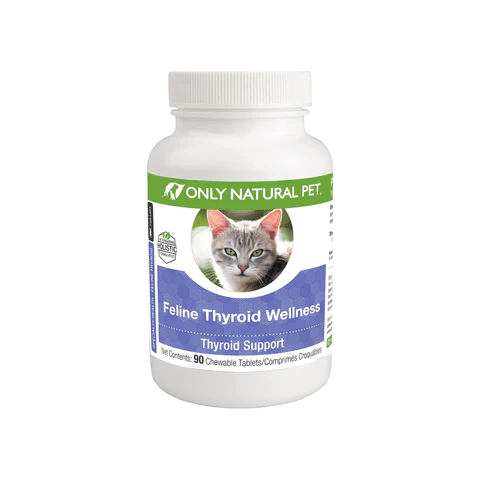 ONLY NATURAL PET.
HOLISTIC
Feline Thyroid Wellness
Thyroid Support
Net Contents: 90 Chewable Tablets/Comprimés Croquables